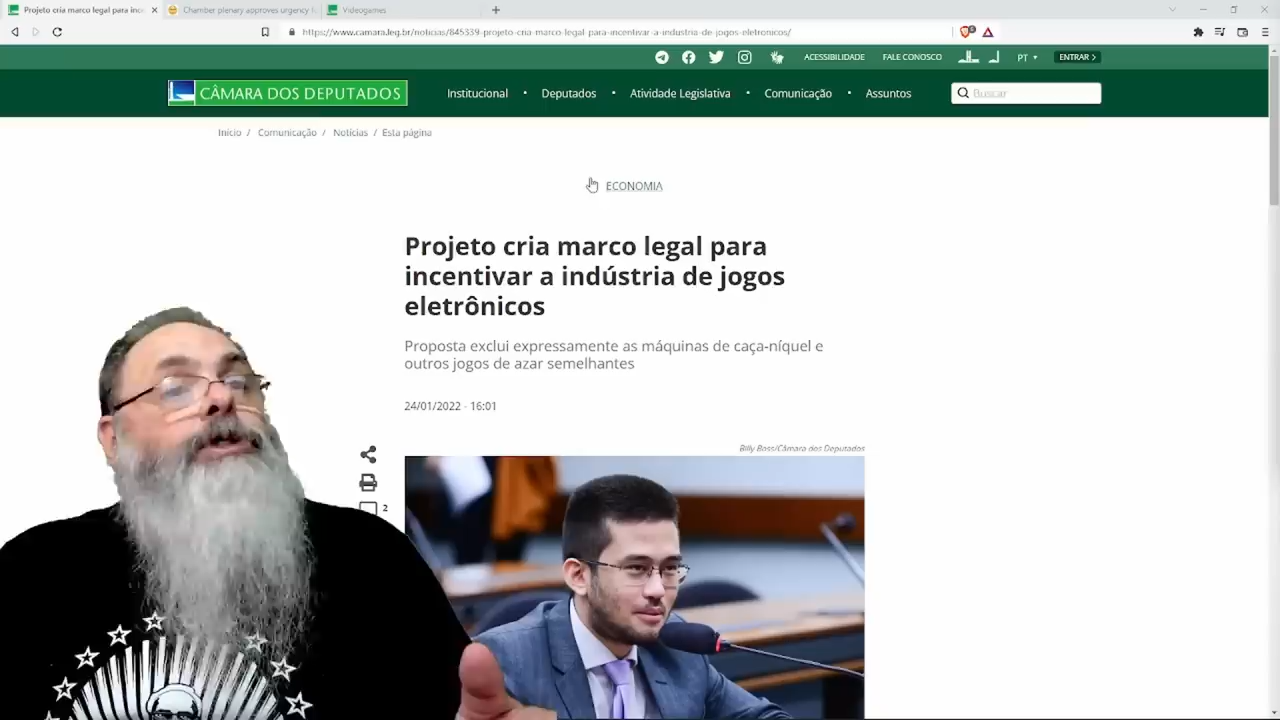 Projeto cria marco legal para inc
Chamber plenary approves urgency f
Videogames
https://www.camara.leg.br/noticias/845339-projeto-cria-marco-legal-para-incentivar-a-industria-de-jogos-eletronicos/
ACESSIBILIDADE
FALE CONOSCO
PT
ENTRAR
CÂMARA DOS DEPUTADOS
Institucional • Deputados • Atividade Legislativa • Comunicação • Assuntos
Buscar
Início / Comunicação / Notícias / Esta página
ECONOMIA
Projeto cria marco legal para
incentivar a indústria de jogos
eletrônicos
Proposta exclui expressamente as máquinas de caça-níquel e
outros jogos de azar semelhantes
24/01/2022 - 16:01
Billy Boss/Câmara dos Deputados
2